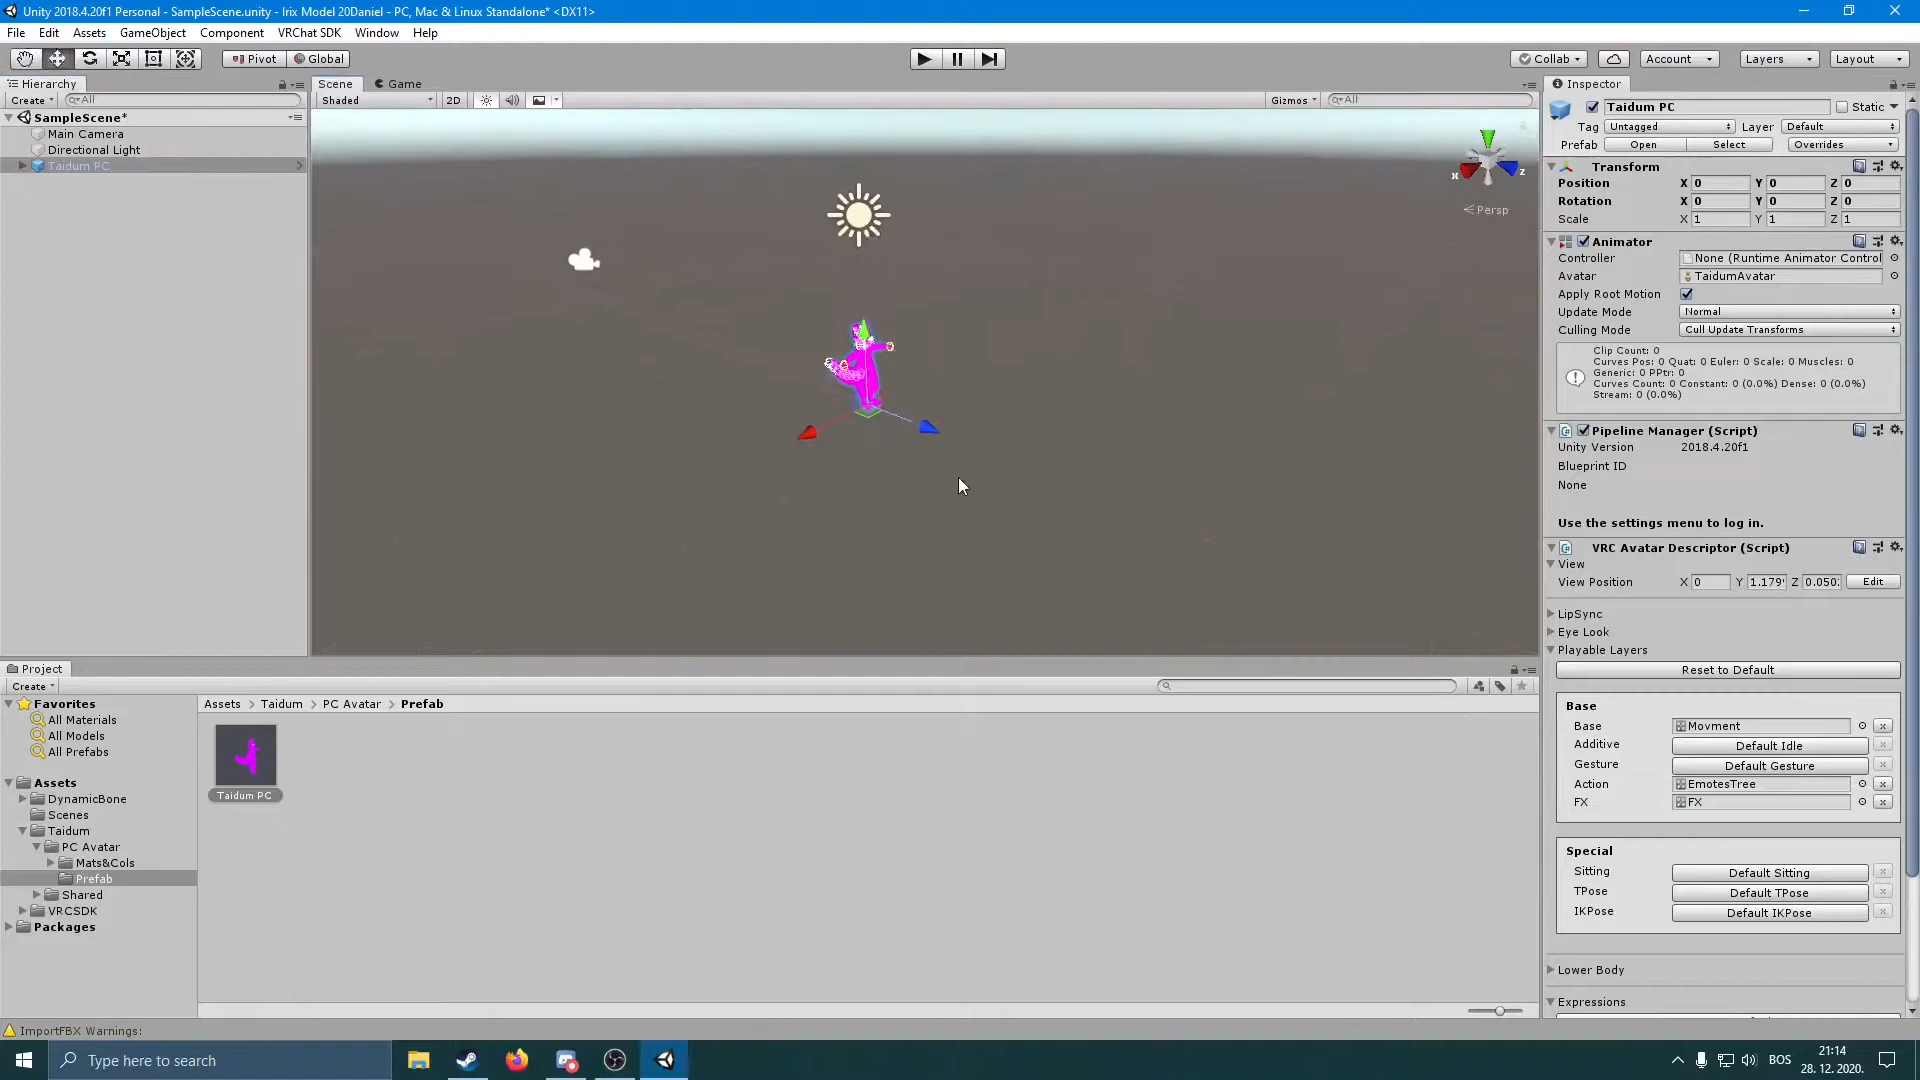 Unity 2018.4.20f1 Personal - SampleScene.unity - Irix Model 20Daniel - PC, Mac & Linux Standalone* <DX11>
File Edit Assets GameObject Component VRChat SDK Window Help
Pivot Global Collab Account Layers Layout
Hierarchy Scene Game Inspector
Create All Shaded 2D Gizmos All
SampleScene*
Main Camera
Directional Light
Taidum PC
x z
Persp
Taidum PC Static
Tag Untagged Layer Default
Prefab Open Select Overrides
Transform
Position X 0 Y 0 Z 0
Rotation X 0 Y 0 Z 0
Scale X 1 Y 1 Z 1
Animator
Controller None (Runtime Animator Control
Avatar TaidumAvatar
Apply Root Motion
Update Mode Normal
Culling Mode Cull Update Transforms
Clip Count: 0
Curves Pos: 0 Quat: 0 Euler: 0 Scale: 0 Muscles: 0
Generic: 0 PPtr: 0
Curves Count: 0 Constant: 0 (0.0%) Dense: 0 (0.0%)
Stream: 0 (0.0%)
Pipeline Manager (Script)
Unity Version 2018.4.20f1
Blueprint ID
None
Use the settings menu to log in.
VRC Avatar Descriptor (Script)
View
View Position X 0 Y 1.179 Z 0.050 Edit
LipSync
Eye Look
Playable Layers
Reset to Default
Base
Base Movment x
Additive Default Idle x
Gesture Default Gesture x
Action EmotesTree x
FX FX x
Special
Sitting Default Sitting x
TPose Default TPose x
IKPose Default IKPose x
Lower Body
Expressions
Project
Create
Favorites
All Materials
All Models
All Prefabs
Assets
DynamicBone
Scenes
Taidum
PC Avatar
Mats&Cols
Prefab
Shared
VRCSDK
Packages
Assets > Taidum > PC Avatar > Prefab
Taidum PC
ImportFBX Warnings:
Type here to search
BOS
21:14
28. 12. 2020.